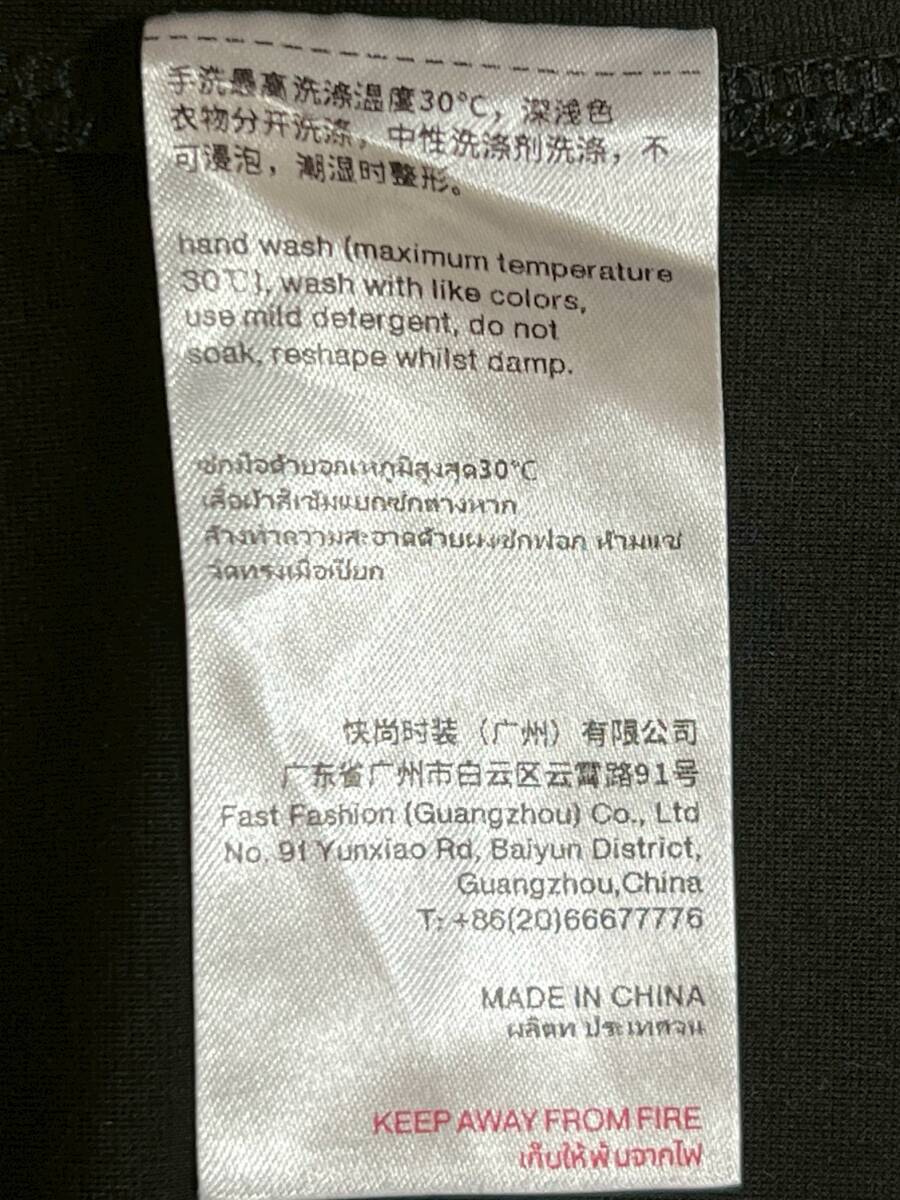 手洗最高洗涤温度30℃，深浅色
衣物分开洗涤，中性洗涤剂洗涤，不
可浸泡，潮湿时整形。
hand wash (maximum temperature
30℃), wash with like colors,
use mild detergent, do not
soak, reshape whilst damp.
ซักมือด้วยอุณหภูมิสูงสุด30℃
เสื้อผ้าสีเข้มแยกซักต่างหาก
ล้างทำความสะอาดด้วยผงซักฟอก ห้ามแช่
จัดทรงเมื่อเปียก
快尚时装（广州）有限公司
广东省广州市白云区云霄路91号
Fast Fashion (Guangzhou) Co., Ltd
No. 91 Yunxiao Rd, Baiyun District,
Guangzhou,China
T: +86(20)66677776
MADE IN CHINA
ผลิตที่ ประเทศจีน
KEEP AWAY FROM FIRE
เก็บให้พ้นจากไฟ